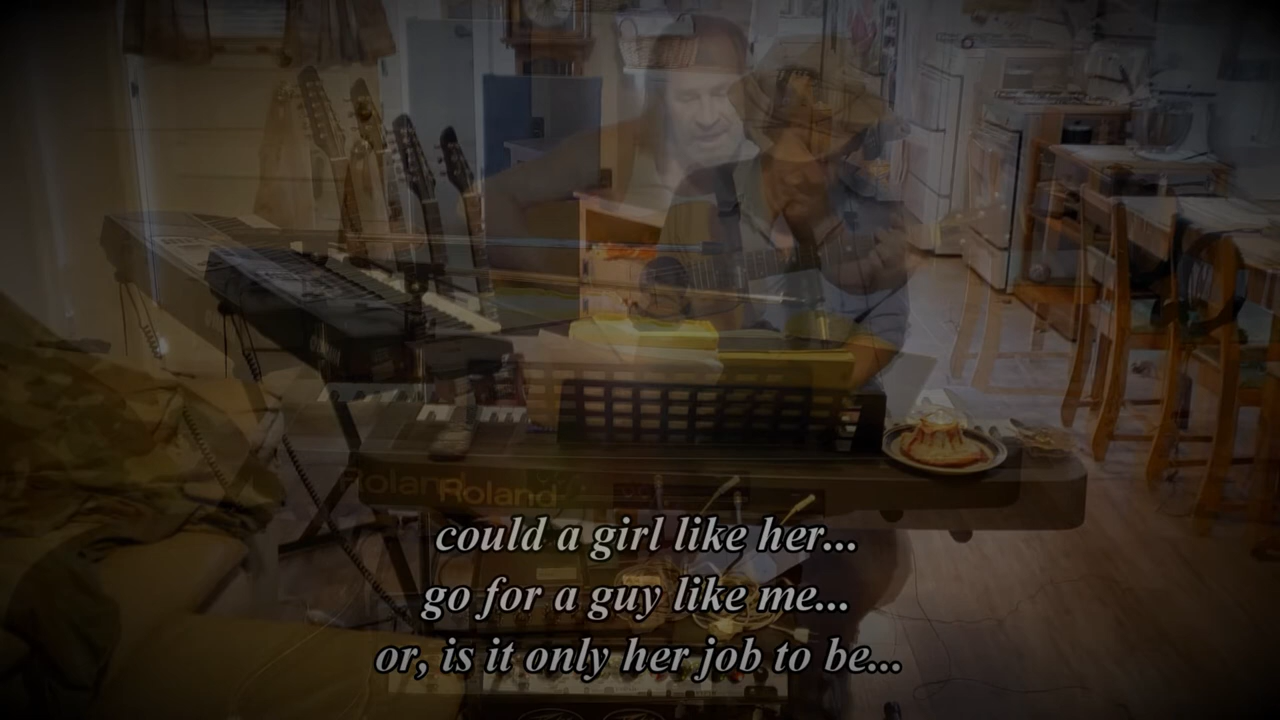 Roland Roland
could a girl like her...
go for a guy like me...
or, is it only her job to be...